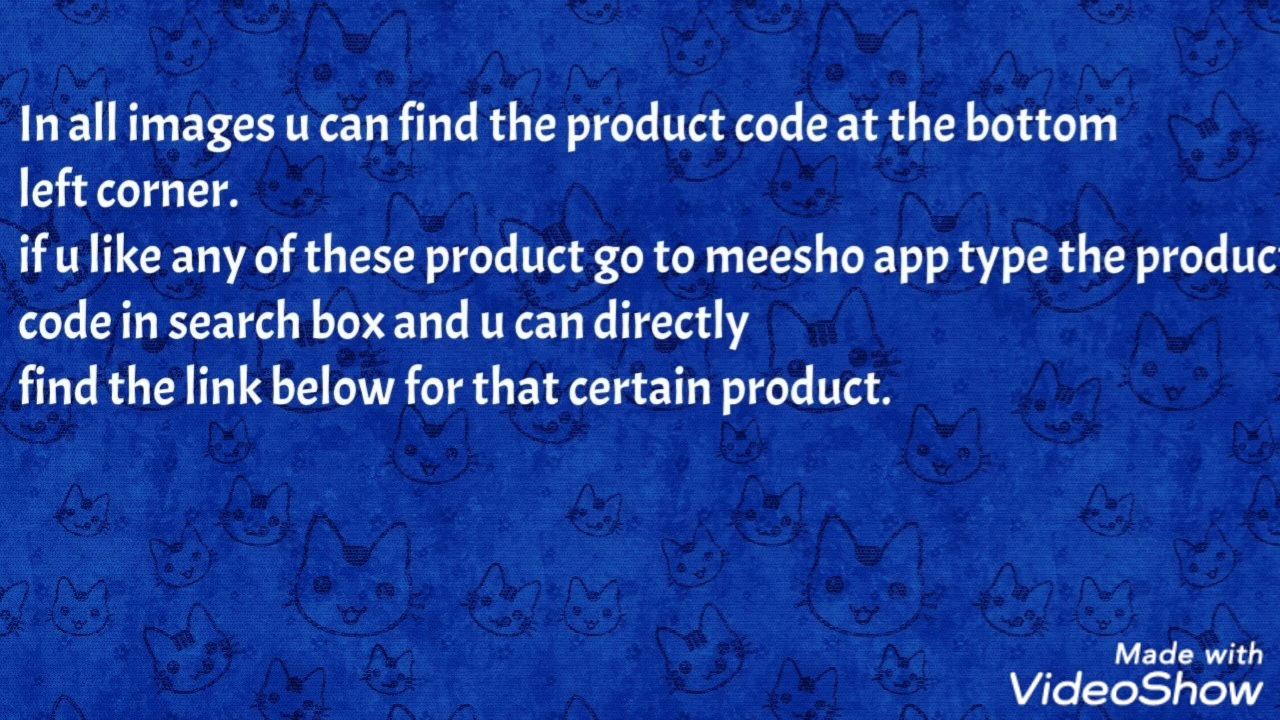 In all images u can find the product code at the bottom
left corner.
if u like any of these product go to meesho app type the produc
code in search box and u can directly
find the link below for that certain product.
Made with
VideoShow